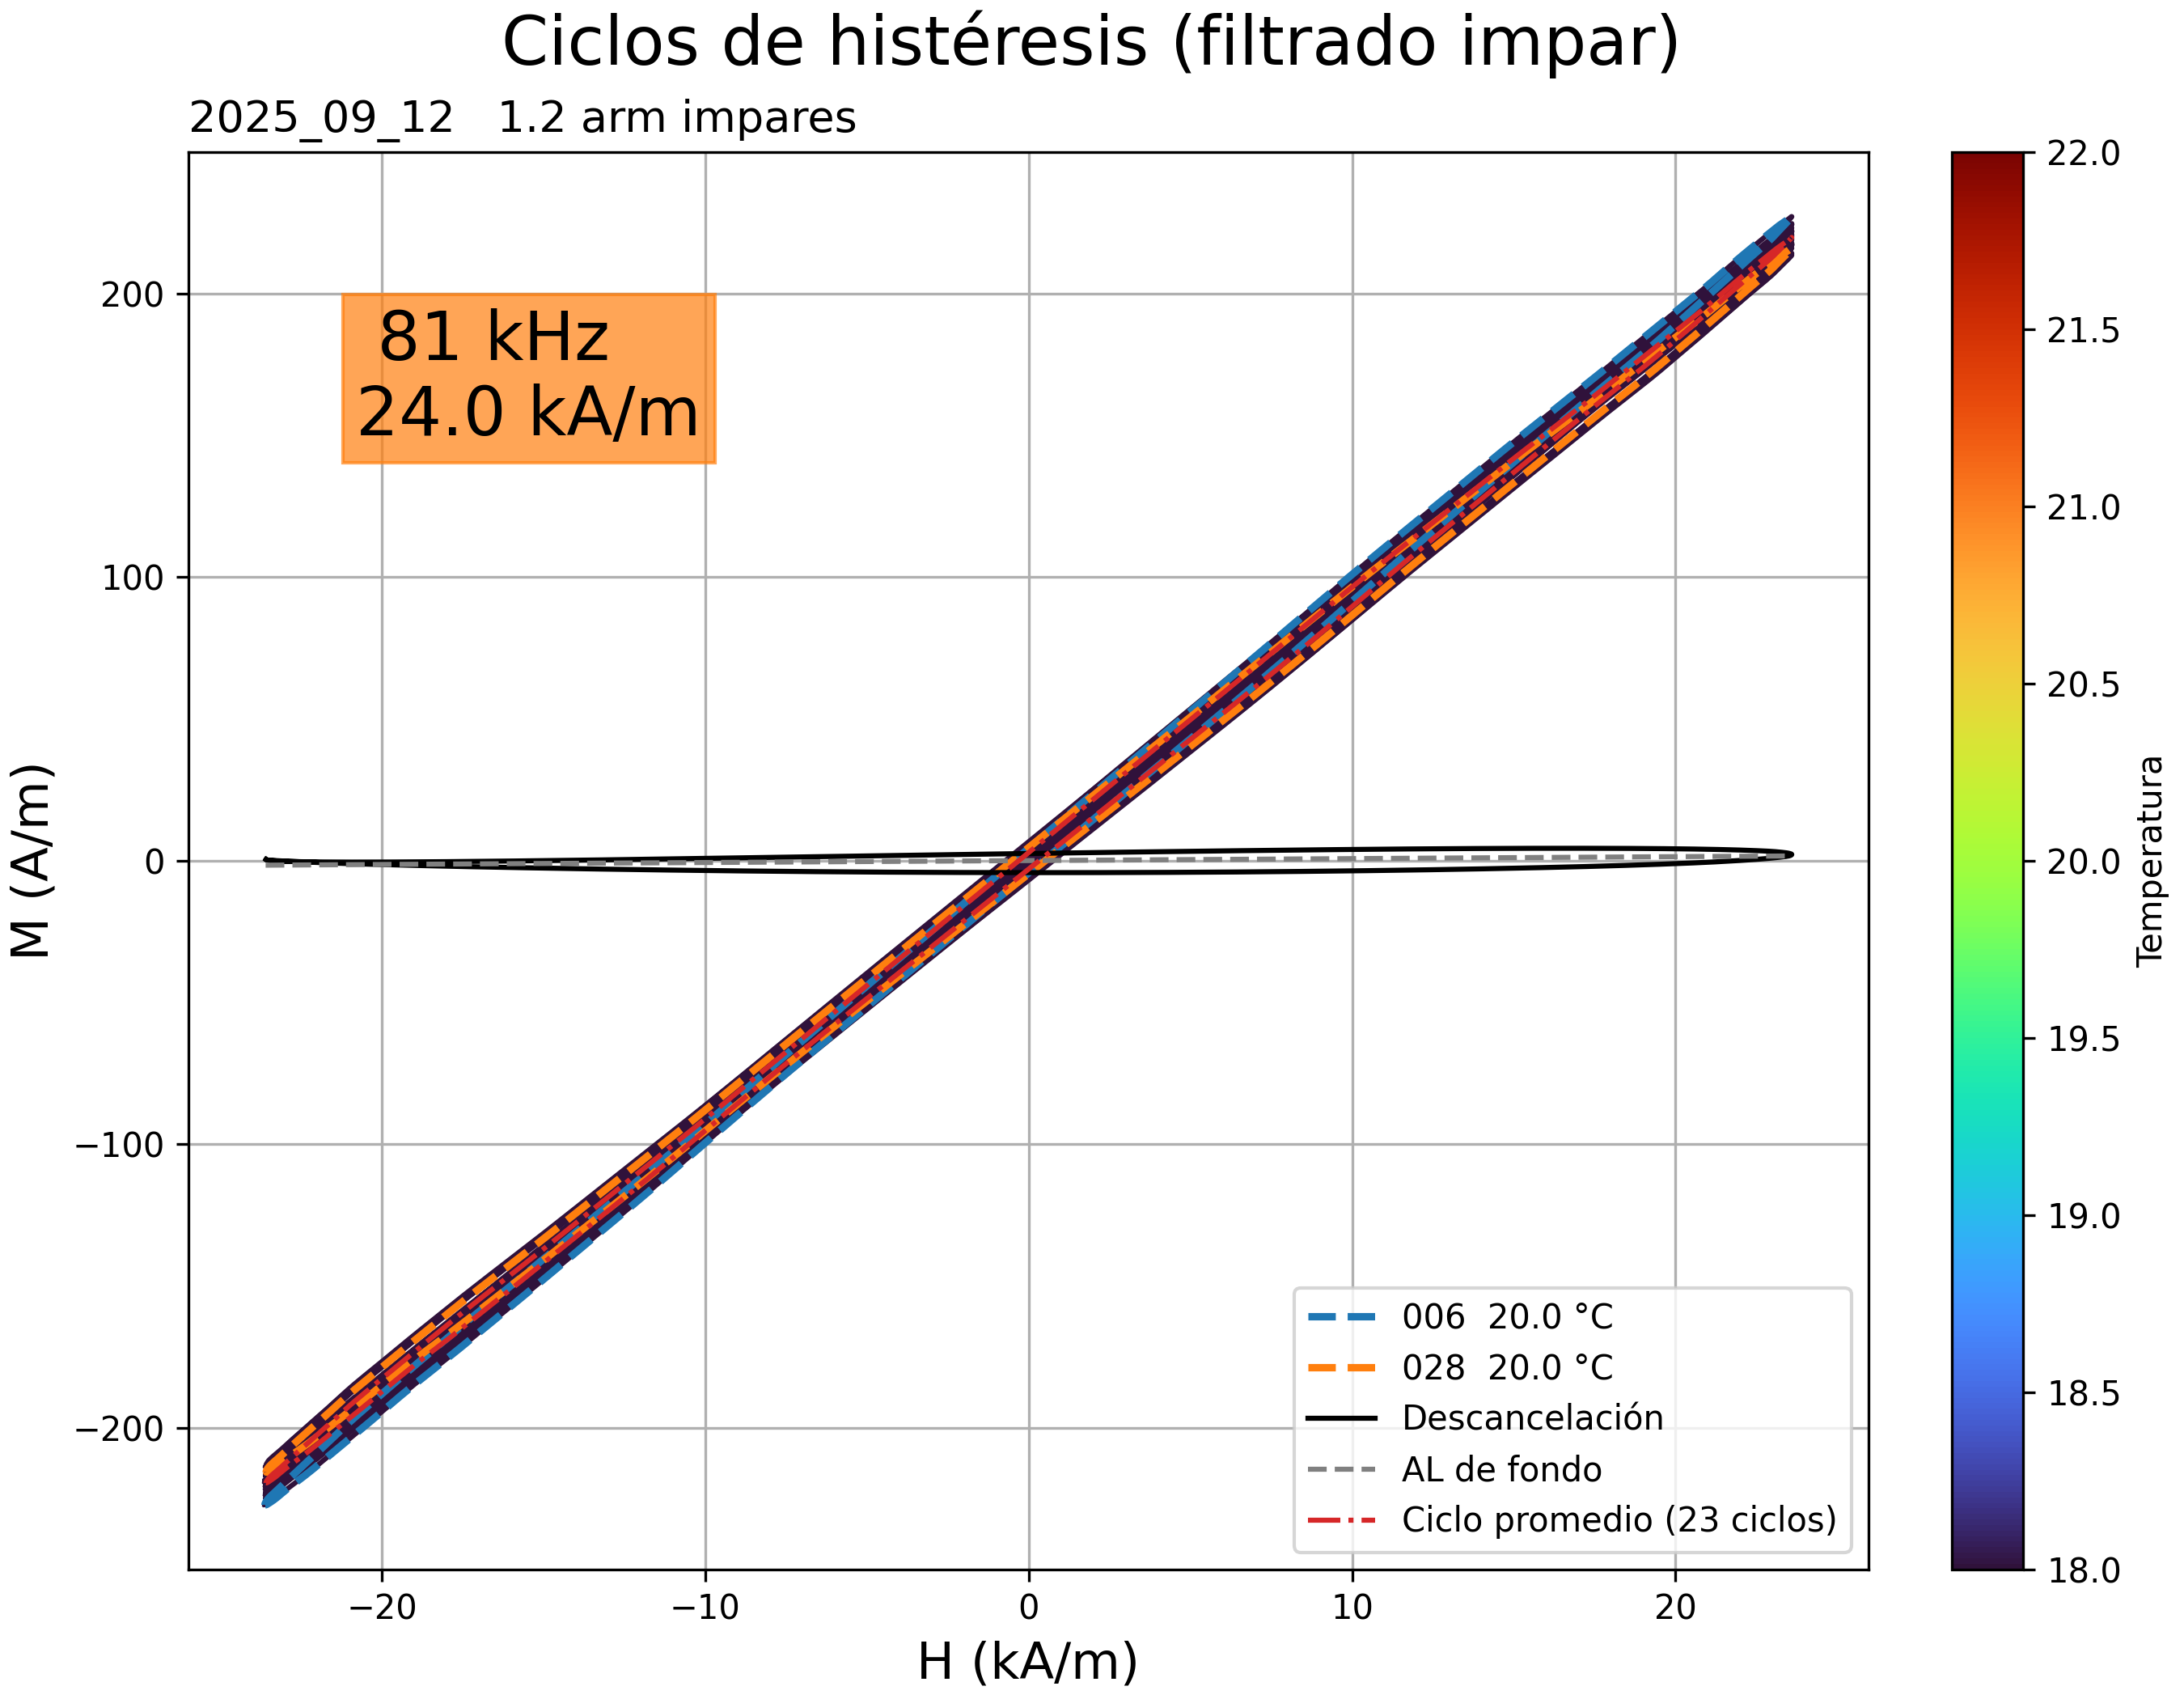 Ciclos de histéresis (filtrado impar)
2025_09_12   1.2 arm impares
81 kHz
24.0 kA/m
M (A/m)
200
100
0
−100
−200
−20
−10
0
10
20
H (kA/m)
006  20.0 °C
028  20.0 °C
Descancelación
AL de fondo
Ciclo promedio (23 ciclos)
22.0
21.5
21.0
20.5
20.0
19.5
19.0
18.5
18.0
Temperatura